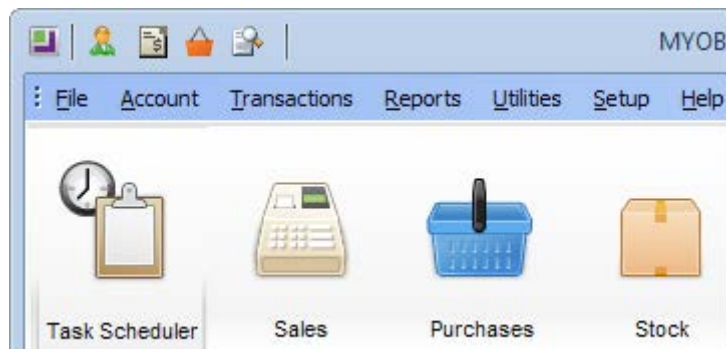 MYOB
File Account Transactions Reports Utilities Setup Help
Task Scheduler Sales Purchases Stock